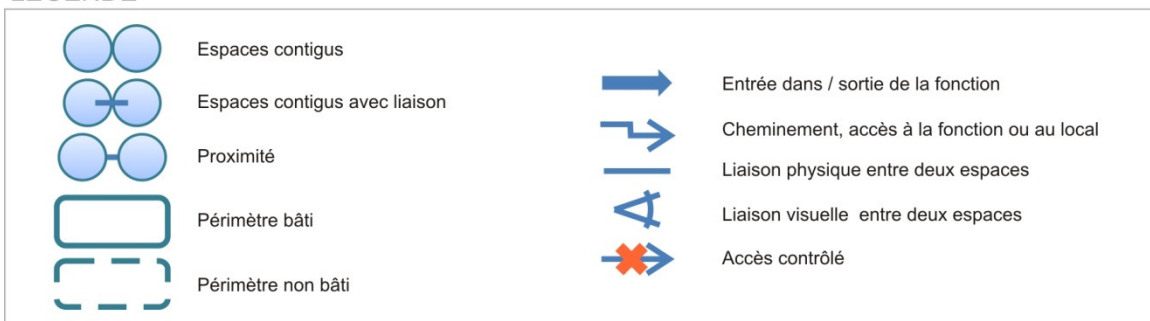 Espaces contigus
Espaces contigus avec liaison
Proximité
Périmètre bâti
Périmètre non bâti
Entrée dans / sortie de la fonction
Cheminement, accès à la fonction ou au local
Liaison physique entre deux espaces
Liaison visuelle entre deux espaces
Accès contrôlé